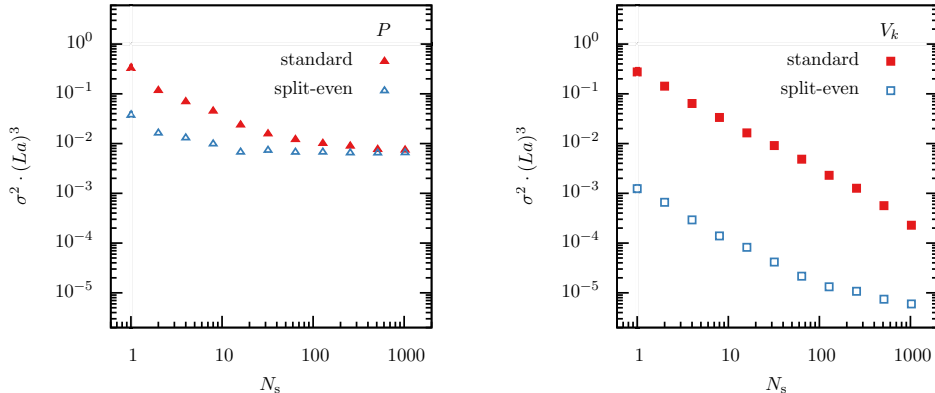 P
standard
split-even
10^0
10^{-1}
10^{-2}
10^{-3}
10^{-4}
10^{-5}
σ^2 · (La)^3
1 10 100 1000
N_s
V_k
standard
split-even
10^0
10^{-1}
10^{-2}
10^{-3}
10^{-4}
10^{-5}
σ^2 · (La)^3
1 10 100 1000
N_s